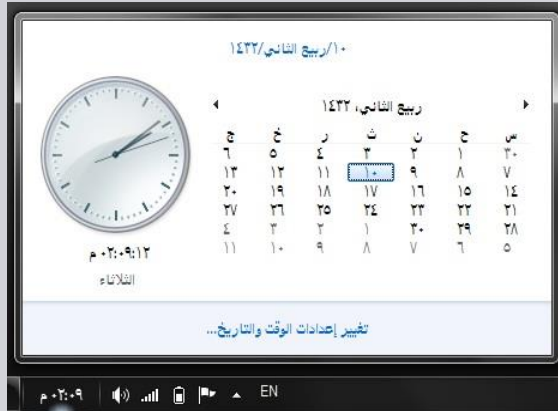 ١٠/ربيع الثاني/١٤٣٢
ربيع الثاني، ١٤٣٢
س ح ن ث ر خ ج
٣٠ ١ ٢ ٣ ٤ ٥ ٦
٧ ٨ ٩ ١٠ ١١ ١٢ ١٣
١٤ ١٥ ١٦ ١٧ ١٨ ١٩ ٢٠
٢١ ٢٢ ٢٣ ٢٤ ٢٥ ٢٦ ٢٧
٢٨ ٢٩ ٣٠ ١ ٢ ٣ ٤
٥ ٦ ٧ ٨ ٩ ١٠ ١١
٠٢:٠٩:١٢ م
الثلاثاء
تغيير إعدادات الوقت والتاريخ...
EN
٠٢:٠٩ م